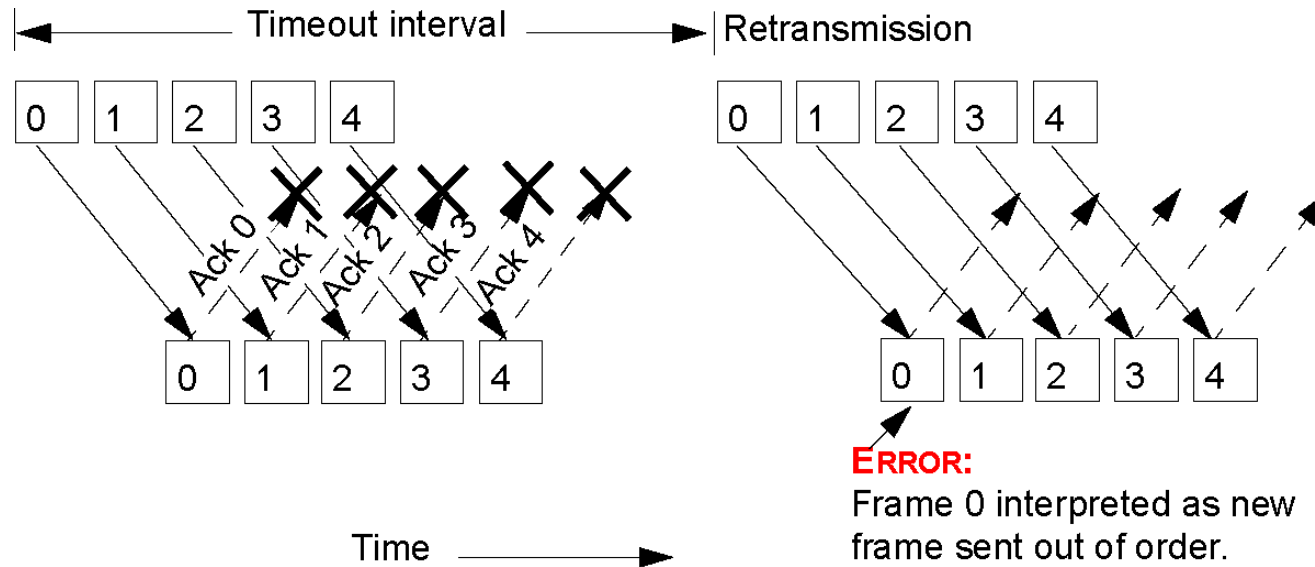 Timeout interval
Retransmission
0 1 2 3 4
0 1 2 3 4
Ack 0
Ack 1
Ack 2
Ack 3
Ack 4
0 1 2 3 4
0 1 2 3 4
ERROR:
Frame 0 interpreted as new
frame sent out of order.
Time